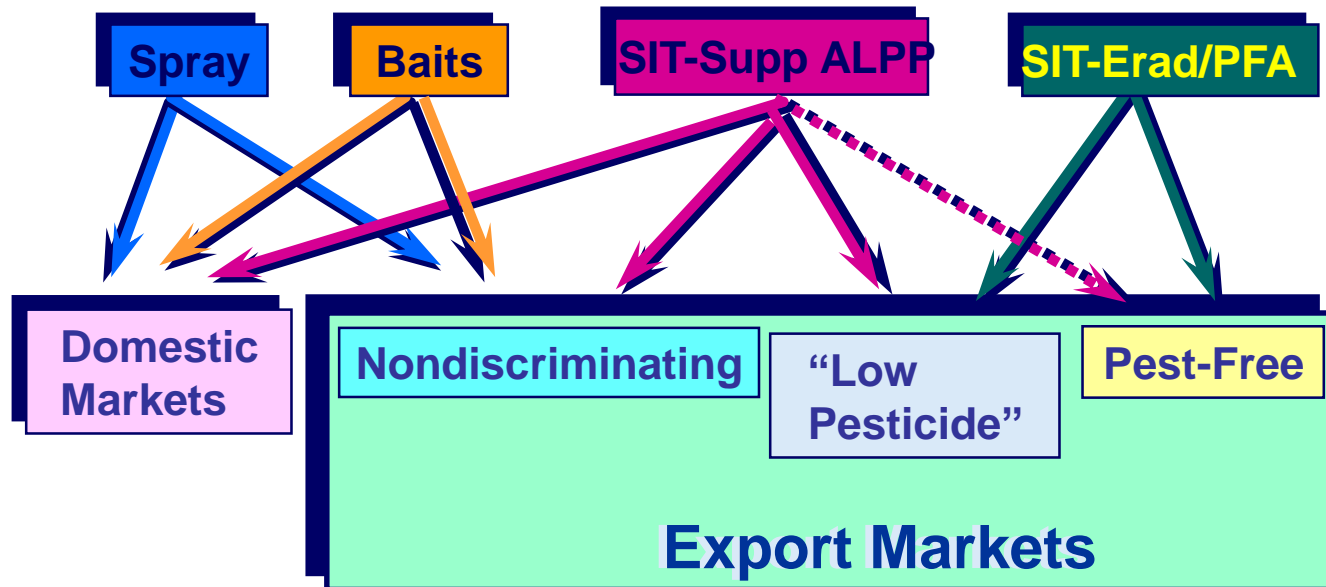 Spray
Baits
SIT-Supp ALPP
SIT-Erad/PFA
Domestic
Markets
Nondiscriminating
“Low
Pesticide”
Pest-Free
Export Markets